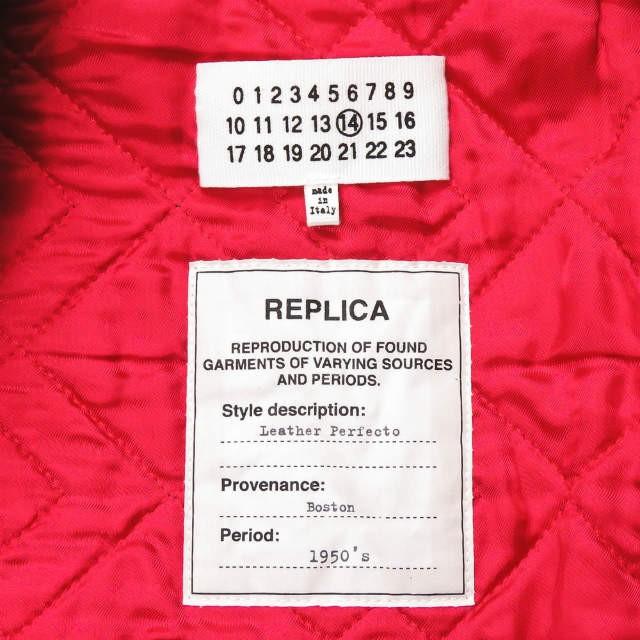 0 1 2 3 4 5 6 7 8 9
10 11 12 13 14 15 16
17 18 19 20 21 22 23
made
in
Italy
REPLICA
REPRODUCTION OF FOUND
GARMENTS OF VARYING SOURCES
AND PERIODS.
Style description:
Leather Perfecto
Provenance:
Boston
Period:
1950's